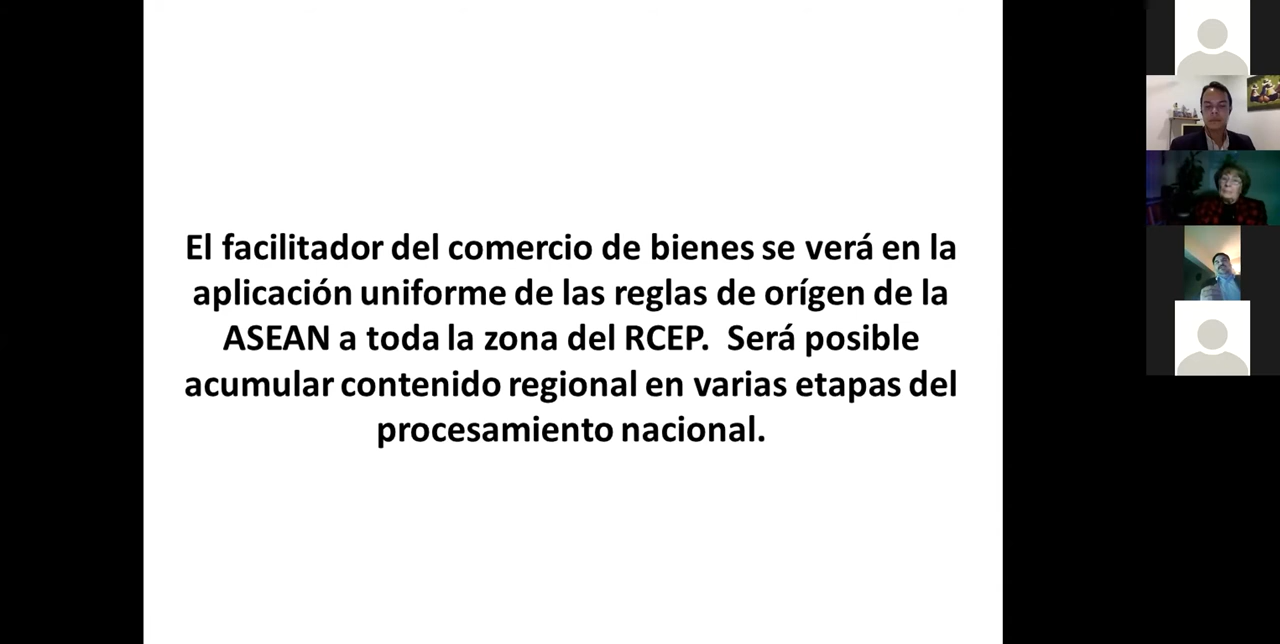 El facilitador del comercio de bienes se verá en la
aplicación uniforme de las reglas de orígen de la
ASEAN a toda la zona del RCEP.  Será posible
acumular contenido regional en varias etapas del
procesamiento nacional.